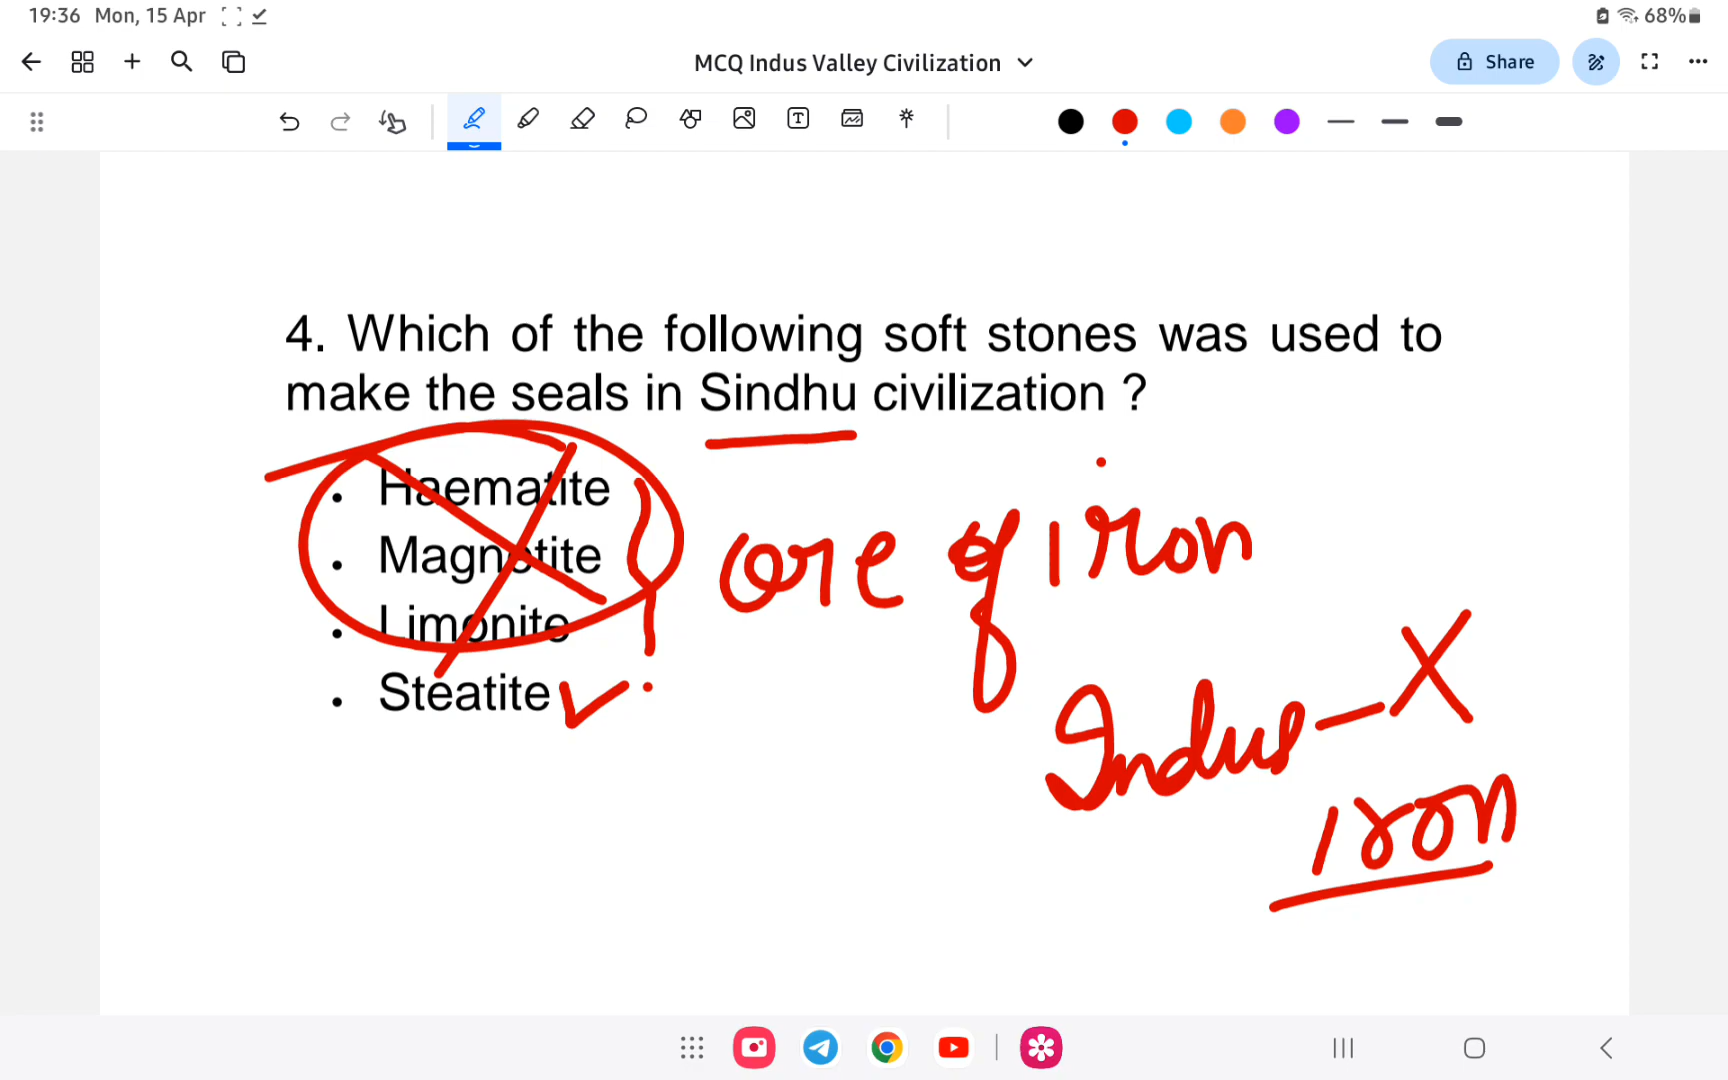 19:36 Mon, 15 Apr
68%
MCQ Indus Valley Civilization
Share
4. Which of the following soft stones was used to
make the seals in Sindhu civilization ?
• Haematite
• Magnetite
• Limonite
• Steatite
ore of iron
Indus - X
iron